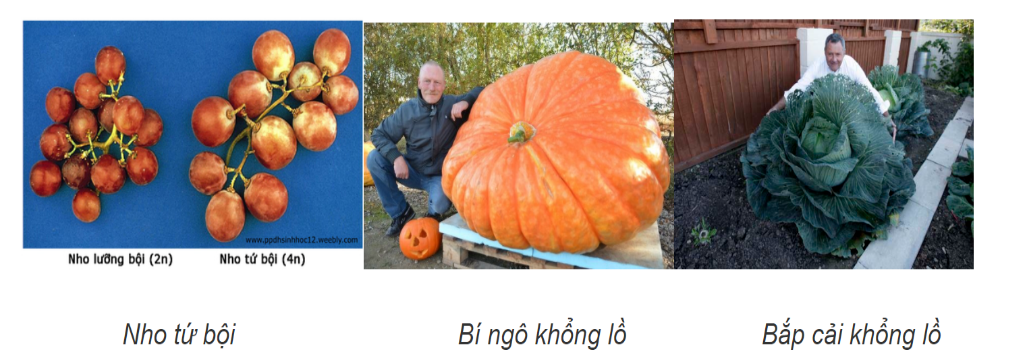 www.ppdhsinhhoc12.weebly.com
Nho lưỡng bội (2n)
Nho tứ bội (4n)
Nho tứ bội
Bí ngô khổng lồ
Bắp cải khổng lồ